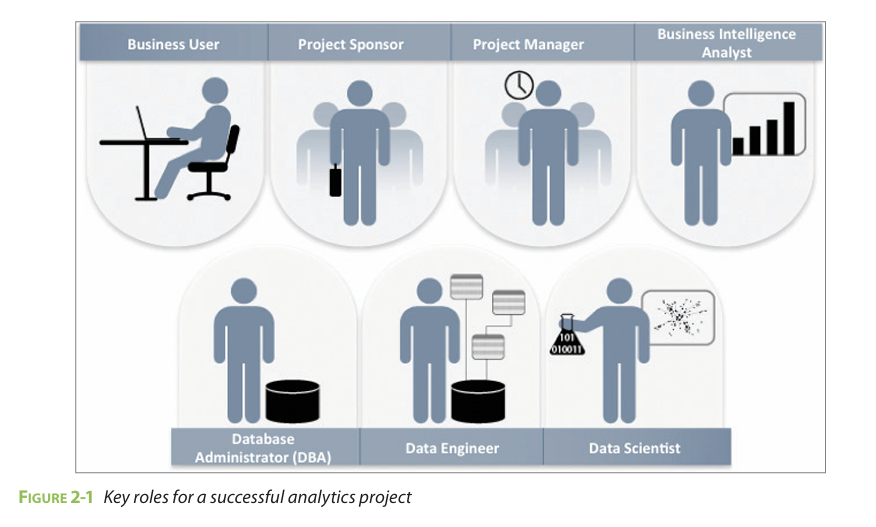 Business User
Project Sponsor
Project Manager
Business Intelligence
Analyst
101
010011
Database
Administrator (DBA)
Data Engineer
Data Scientist
FIGURE 2-1 Key roles for a successful analytics project